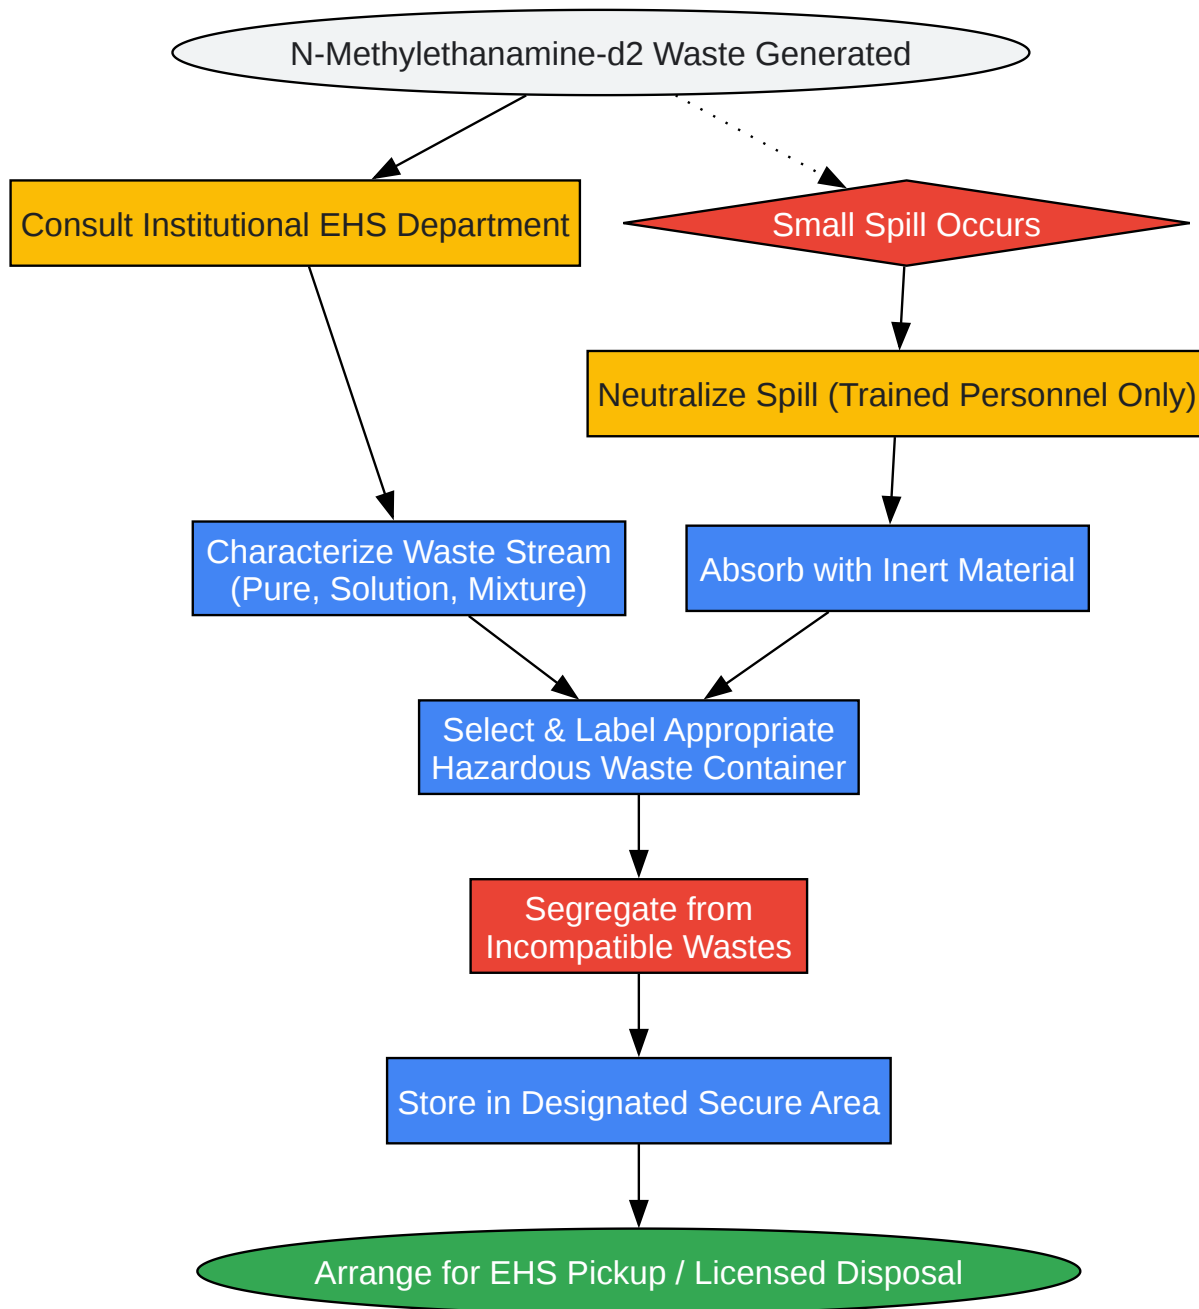 N-Methylethanamine-d2 Waste Generated
Consult Institutional EHS Department
Small Spill Occurs
Neutralize Spill (Trained Personnel Only)
Characterize Waste Stream
(Pure, Solution, Mixture)
Absorb with Inert Material
Select & Label Appropriate
Hazardous Waste Container
Segregate from
Incompatible Wastes
Store in Designated Secure Area
Arrange for EHS Pickup / Licensed Disposal